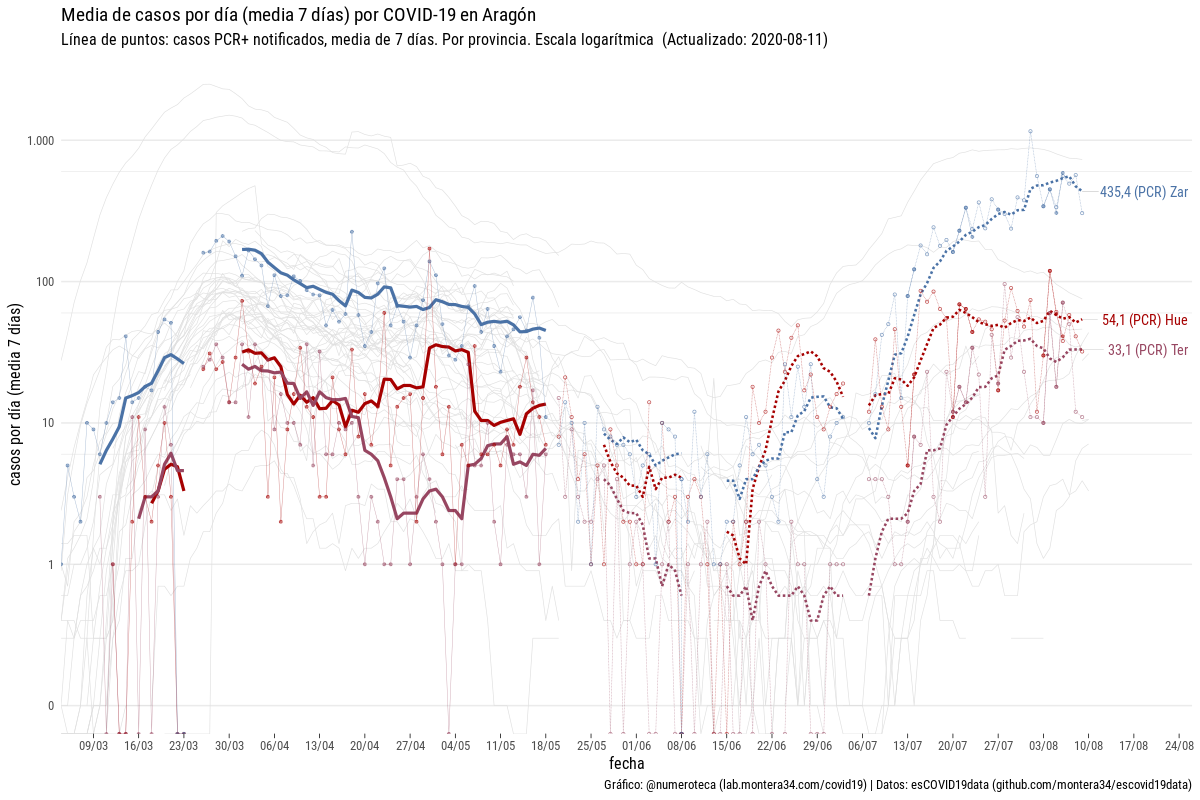 Media de casos por día (media 7 días) por COVID-19 en Aragón
Línea de puntos: casos PCR+ notificados, media de 7 días. Por provincia. Escala logarítmica (Actualizado: 2020-08-11)
casos por día (media 7 días)
1.000
100
10
1
0
435,4 (PCR) Zar
54,1 (PCR) Hue
33,1 (PCR) Ter
09/03 16/03 23/03 30/03 06/04 13/04 20/04 27/04 04/05 11/05 18/05 25/05 01/06 08/06 15/06 22/06 29/06 06/07 13/07 20/07 27/07 03/08 10/08 17/08 24/08
fecha
Gráfico: @numeroteca (lab.montera34.com/covid19) | Datos: esCOVID19data (github.com/montera34/escovid19data)